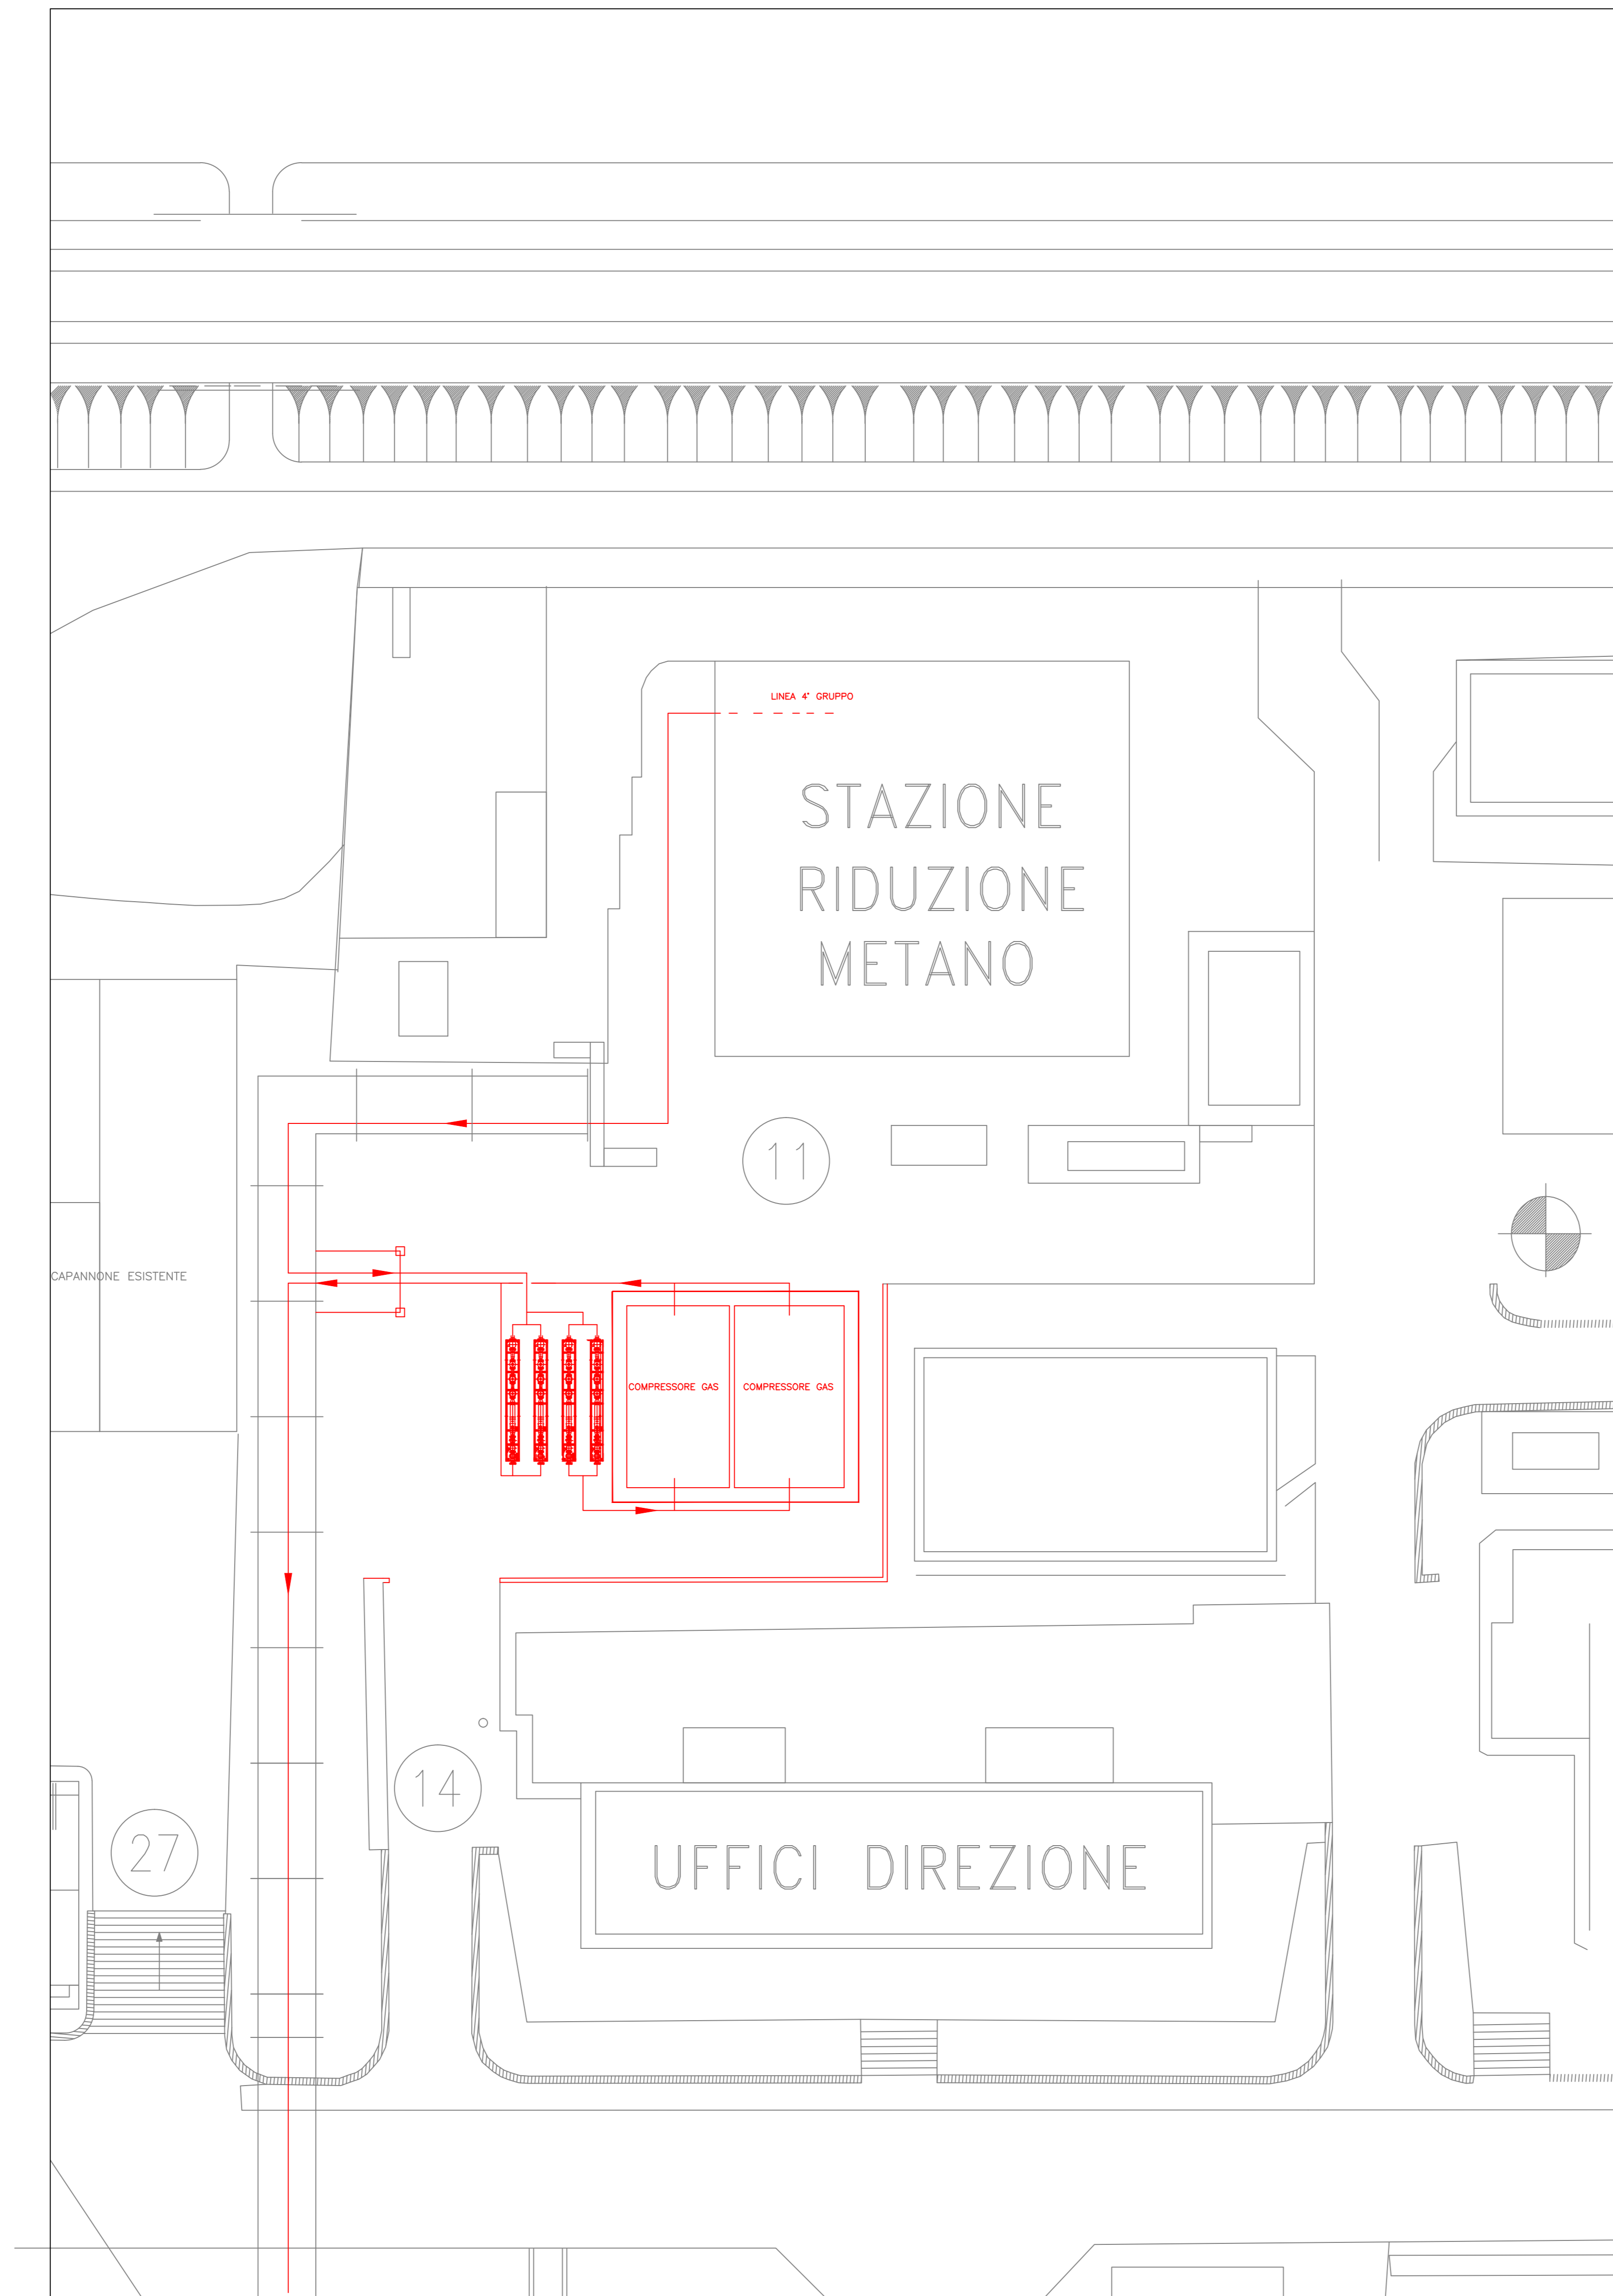 LINEA 4° GRUPPO
STAZIONE
RIDUZIONE
METANO
11
CAPANNONE ESISTENTE
COMPRESSORE GAS
COMPRESSORE GAS
14
27
UFFICI DIREZIONE